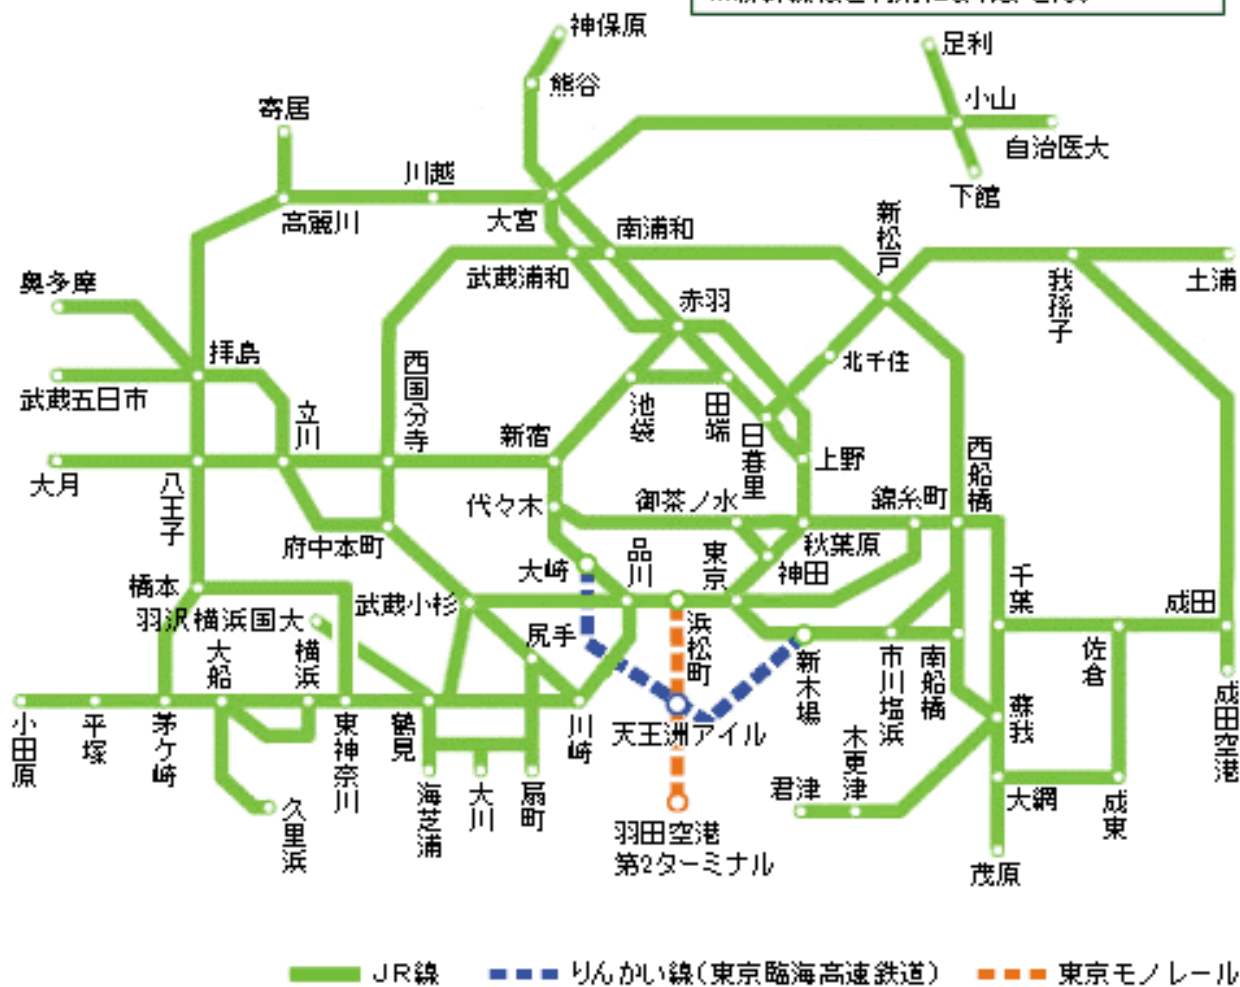 神保原
足利
熊谷
小山
寄居
自治医大
川越
下館
大宮
新松戸
高麗川
南浦和
武蔵浦和
我孫子
土浦
奥多摩
赤羽
拝島
北千住
西国分寺
武蔵五日市
池袋
田端
立川
日暮里
新宿
西船橋
上野
大月
八王子
代々木
御茶ノ水
錦糸町
府中本町
秋葉原
大崎
品川
東京
神田
橋本
千葉
成田
武蔵小杉
羽沢横浜国大
浜松町
尻手
佐倉
大船
横浜
新木場
市川塩浜
南船橋
成田空港
蘇我
小田原
平塚
茅ケ崎
東神奈川
鶴見
川崎
天王洲アイル
木更津
君津
大網
成東
久里浜
海芝浦
大川
扇町
羽田空港
第2ターミナル
茂原
JR線
りんかい線(東京臨海高速鉄道)
東京モノレール